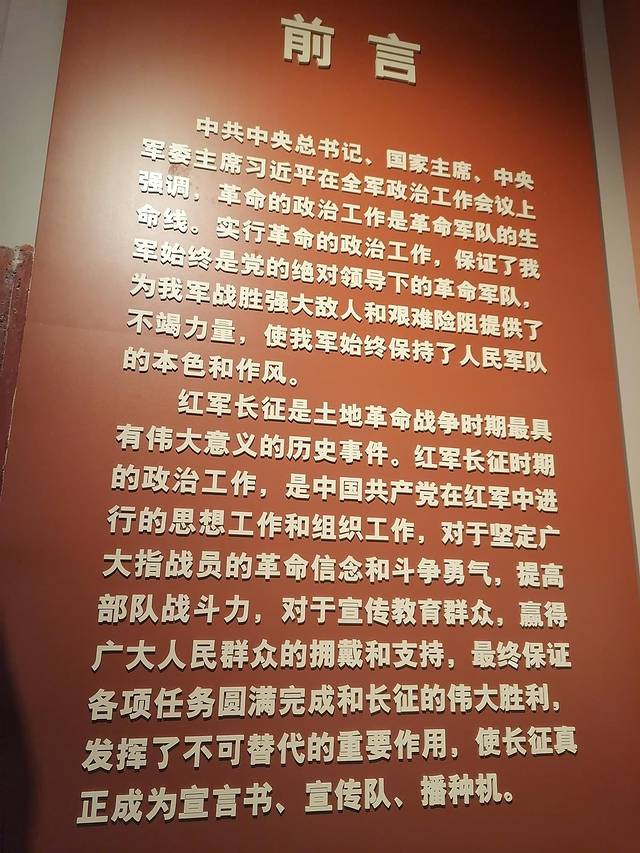 前言
中共中央总书记、国家主席、中央
军委主席习近平在全军政治工作会议上
强调，革命的政治工作是革命军队的生
命线。实行革命的政治工作，保证了我
军始终是党的绝对领导下的革命军队，
为我军战胜强大敌人和艰难险阻提供了
不竭力量，使我军始终保持了人民军队
的本色和作风。
红军长征是土地革命战争时期最具
有伟大意义的历史事件。红军长征时期
的政治工作，是中国共产党在红军中进
行的思想工作和组织工作，对于坚定广
大指战员的革命信念和斗争勇气，提高
部队战斗力，对于宣传教育群众，赢得
广大人民群众的拥戴和支持，最终保证
各项任务圆满完成和长征的伟大胜利，
发挥了不可替代的重要作用，使长征真
正成为宣言书、宣传队、播种机。